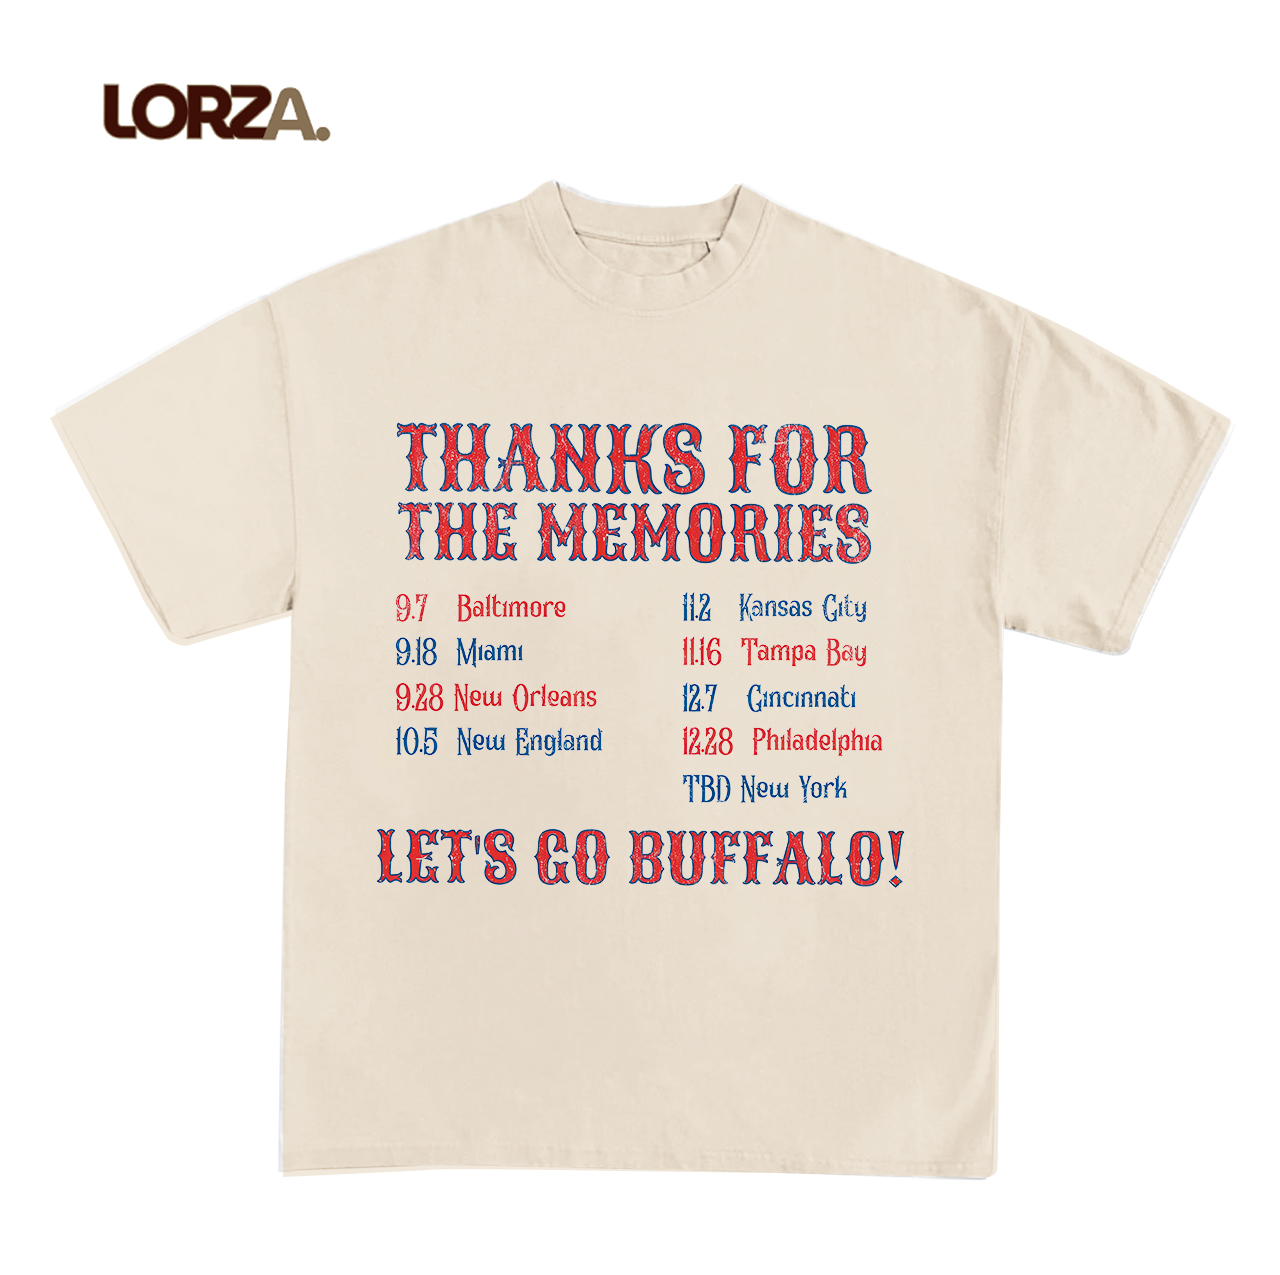 LORZA.
THANKS FOR
THE MEMORIES
9.7 Baltimore
9.18 Miami
9.28 New Orleans
10.5 New England
11.2 Kansas City
11.16 Tampa Bay
12.7 Cincinnati
12.28 Philadelphia
TBD New York
LET'S GO BUFFALO!